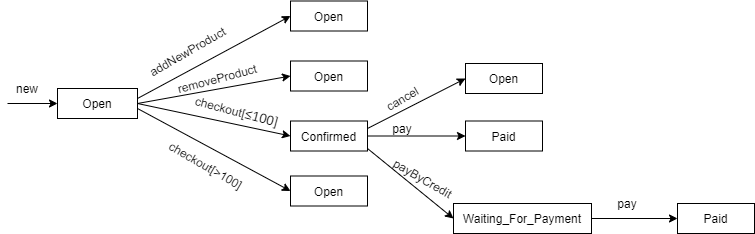 Open
addNewProduct
new
Open
removeProduct
Open
cancel
Open
checkout[≤100]
Confirmed
pay
Paid
checkout[>100]
Open
payByCredit
Waiting_For_Payment
pay
Paid